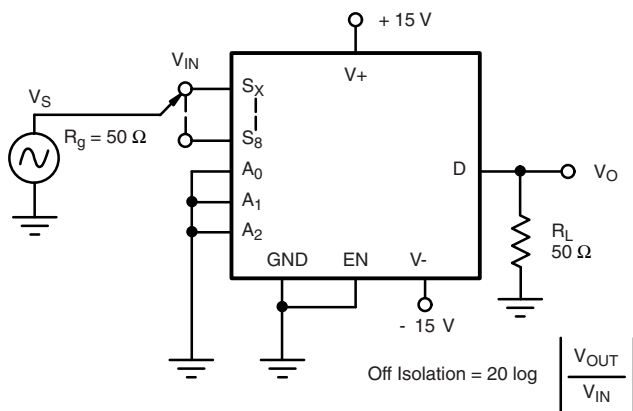 + 15 V
V+
V_IN
V_S
R_g = 50 Ω
S_X
S_8
A_0
A_1
A_2
D
V_O
R_L
50 Ω
GND EN V-
- 15 V
Off Isolation = 20 log | V_OUT / V_IN |